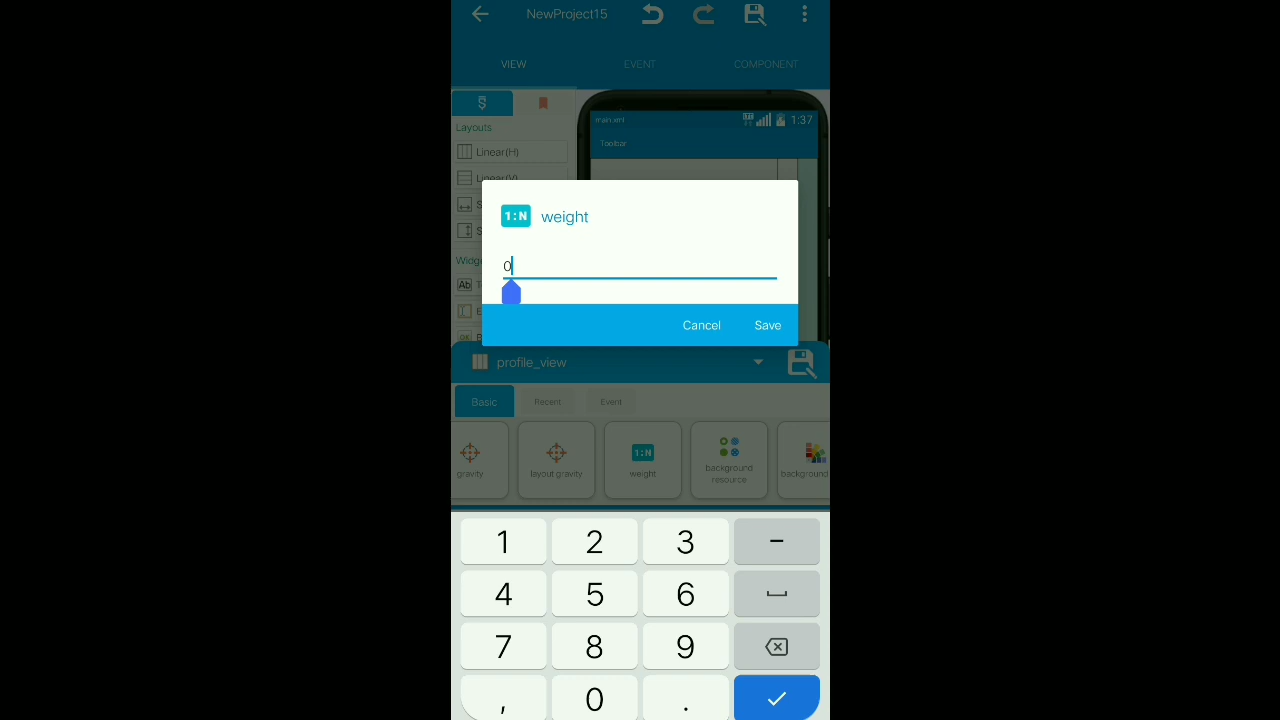 NewProject15
VIEW
EVENT
COMPONENT
Layouts
main.xml
1:37
Linear(H)
Toolbar
Linear(V)
1:N
weight
0
Cancel
Save
Ab
OK
profile_view
Basic
Recent
Event
gravity
layout gravity
1:N
weight
background
resource
background
1
2
3
-
4
5
6
7
8
9
,
0
.